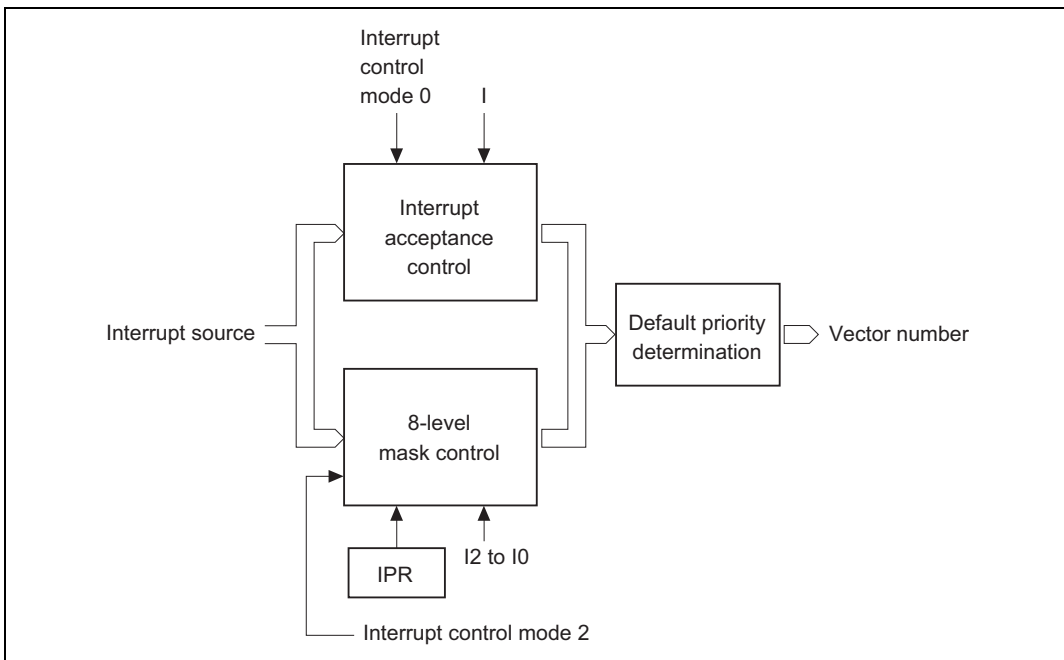 Interrupt
control
mode 0
I
Interrupt
acceptance
control
Interrupt source
Default priority
determination
Vector number
8-level
mask control
IPR
I2 to I0
Interrupt control mode 2